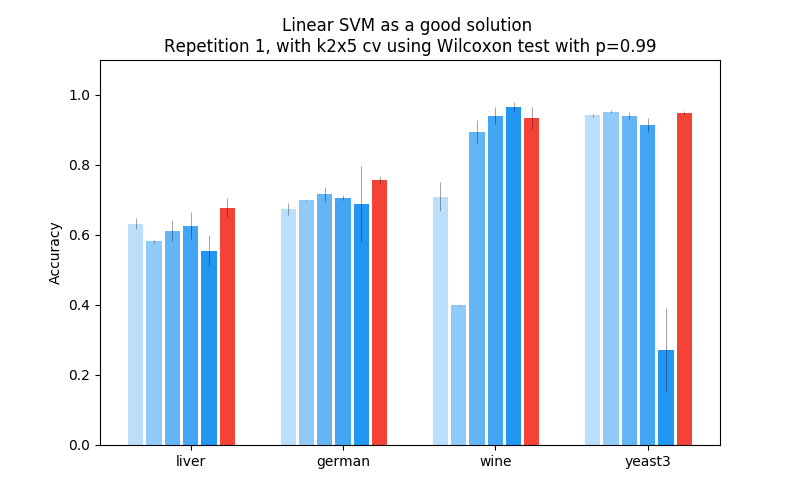 Linear SVM as a good solution
Repetition 1, with k2x5 cv using Wilcoxon test with p=0.99
1.0
0.8
0.6
0.4
0.2
0.0
Accuracy
liver
german
wine
yeast3